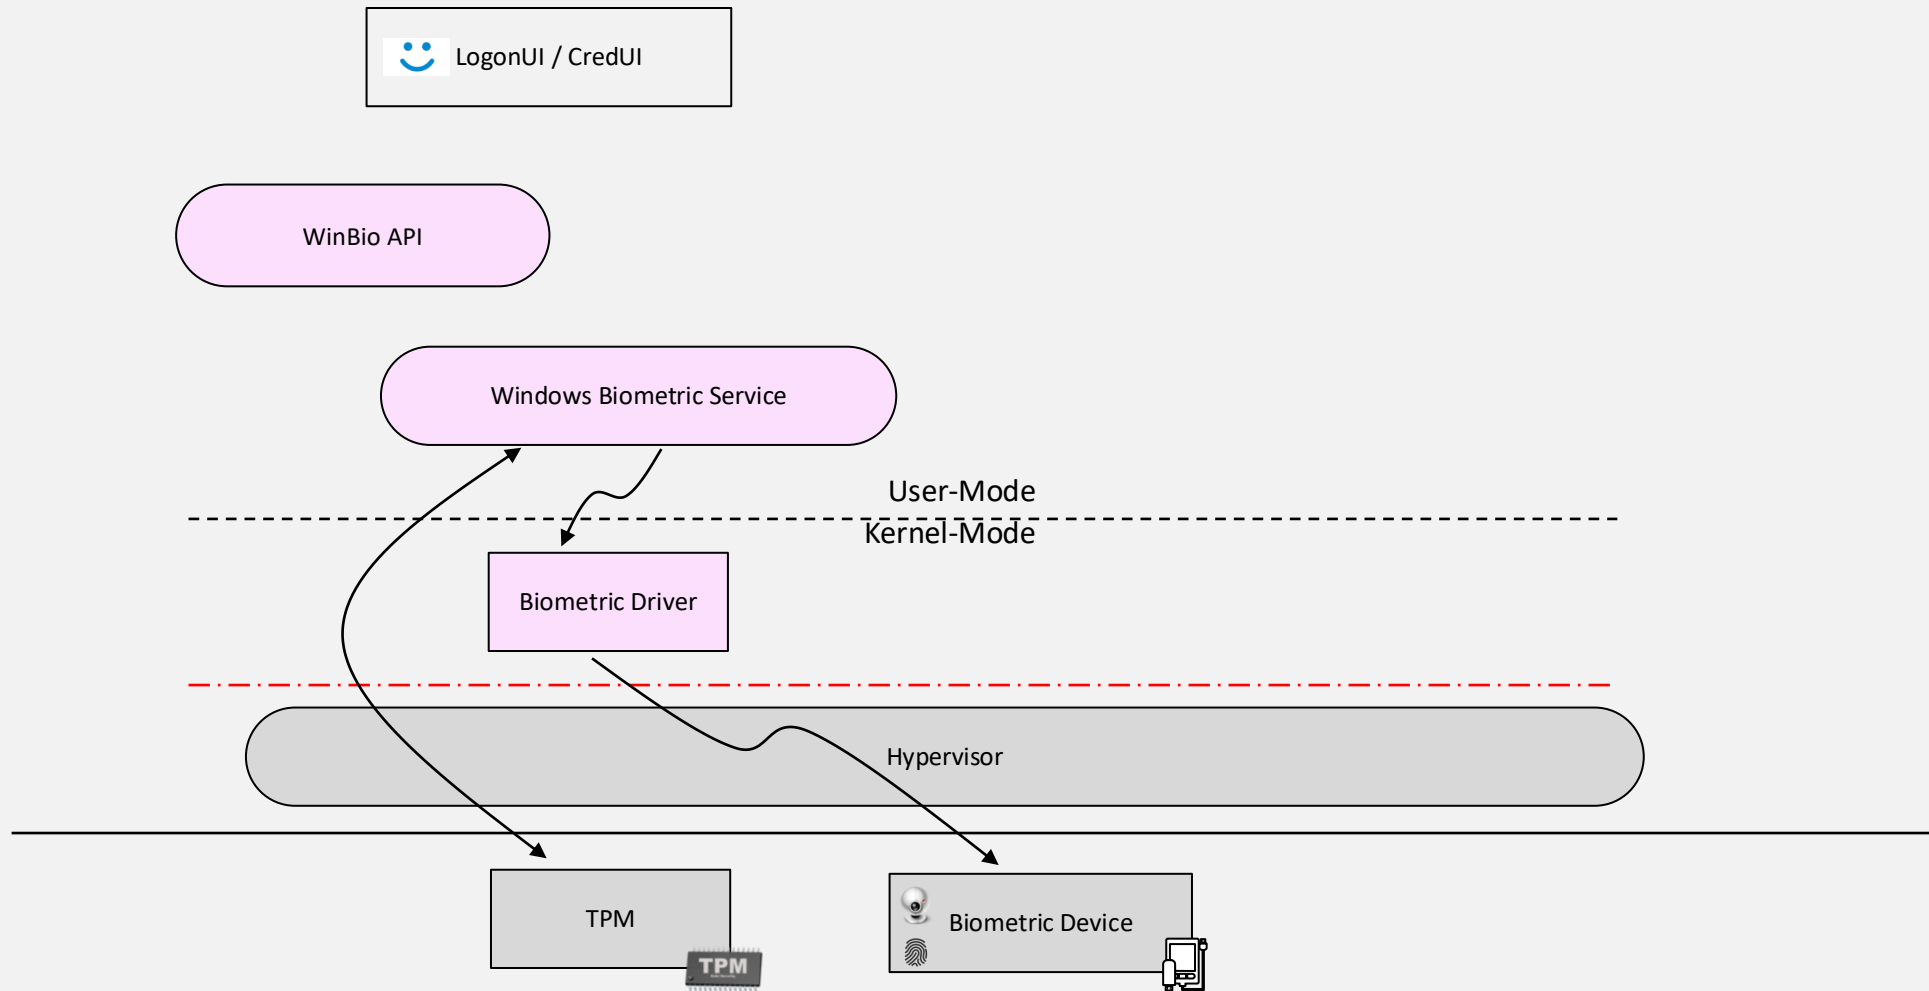 LogonUI / CredUI
WinBio API
Windows Biometric Service
User-Mode
Kernel-Mode
Biometric Driver
Hypervisor
TPM
Biometric Device
TPM